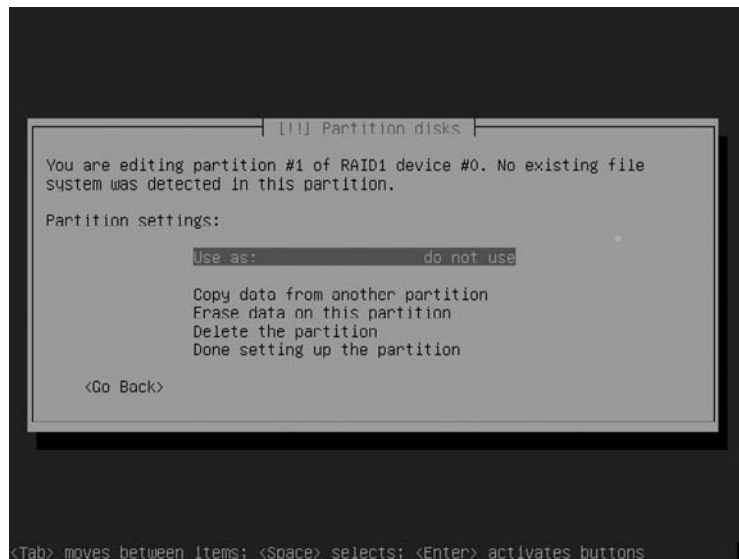 [!!] Partition disks
You are editing partition #1 of RAID1 device #0. No existing file
system was detected in this partition.
Partition settings:
Use as: do not use
Copy data from another partition
Erase data on this partition
Delete the partition
Done setting up the partition
<Go Back>
<Tab> moves between items; <Space> selects; <Enter> activates buttons